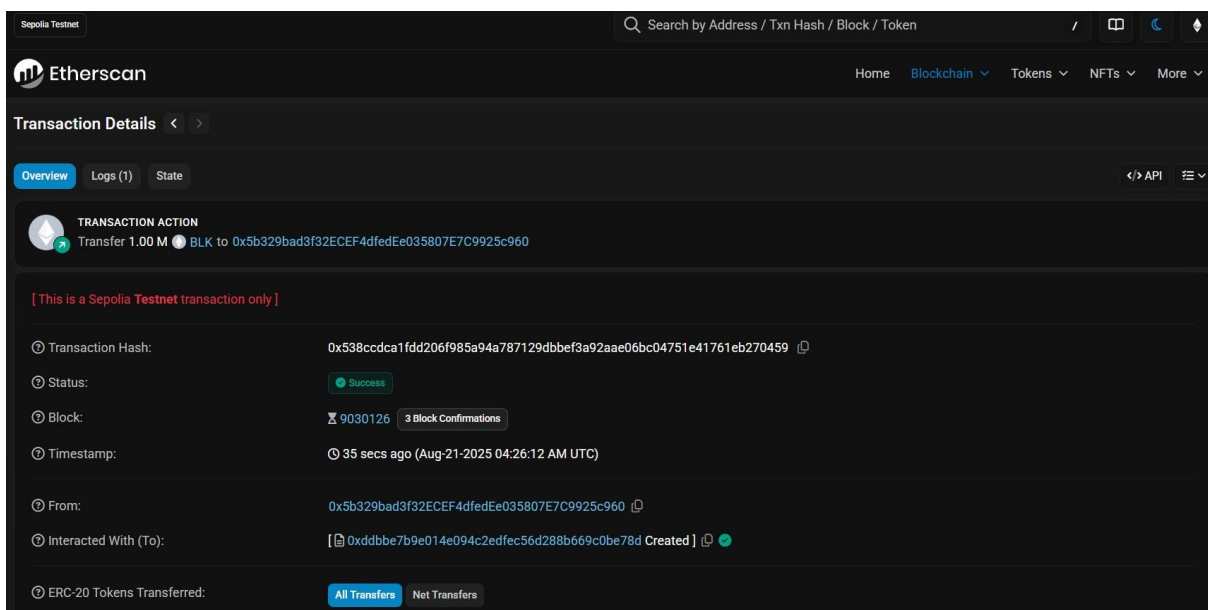 Sepolia Testnet
Search by Address / Txn Hash / Block / Token
/
Etherscan
Home Blockchain Tokens NFTs More
Transaction Details
Overview Logs (1) State
</> API
TRANSACTION ACTION
Transfer 1.00 M BLK to 0x5b329bad3f32ECEF4dfedEe035807E7C9925c960
[ This is a Sepolia Testnet transaction only ]
Transaction Hash: 0x538ccdca1fdd206f985a94a787129dbbef3a92aae06bc04751e41761eb270459
Status: Success
Block: 9030126 3 Block Confirmations
Timestamp: 35 secs ago (Aug-21-2025 04:26:12 AM UTC)
From: 0x5b329bad3f32ECEF4dfedEe035807E7C9925c960
Interacted With (To): [ 0xddbbe7b9e014e094c2edfec56d288b669c0be78d Created ]
ERC-20 Tokens Transferred: All Transfers Net Transfers